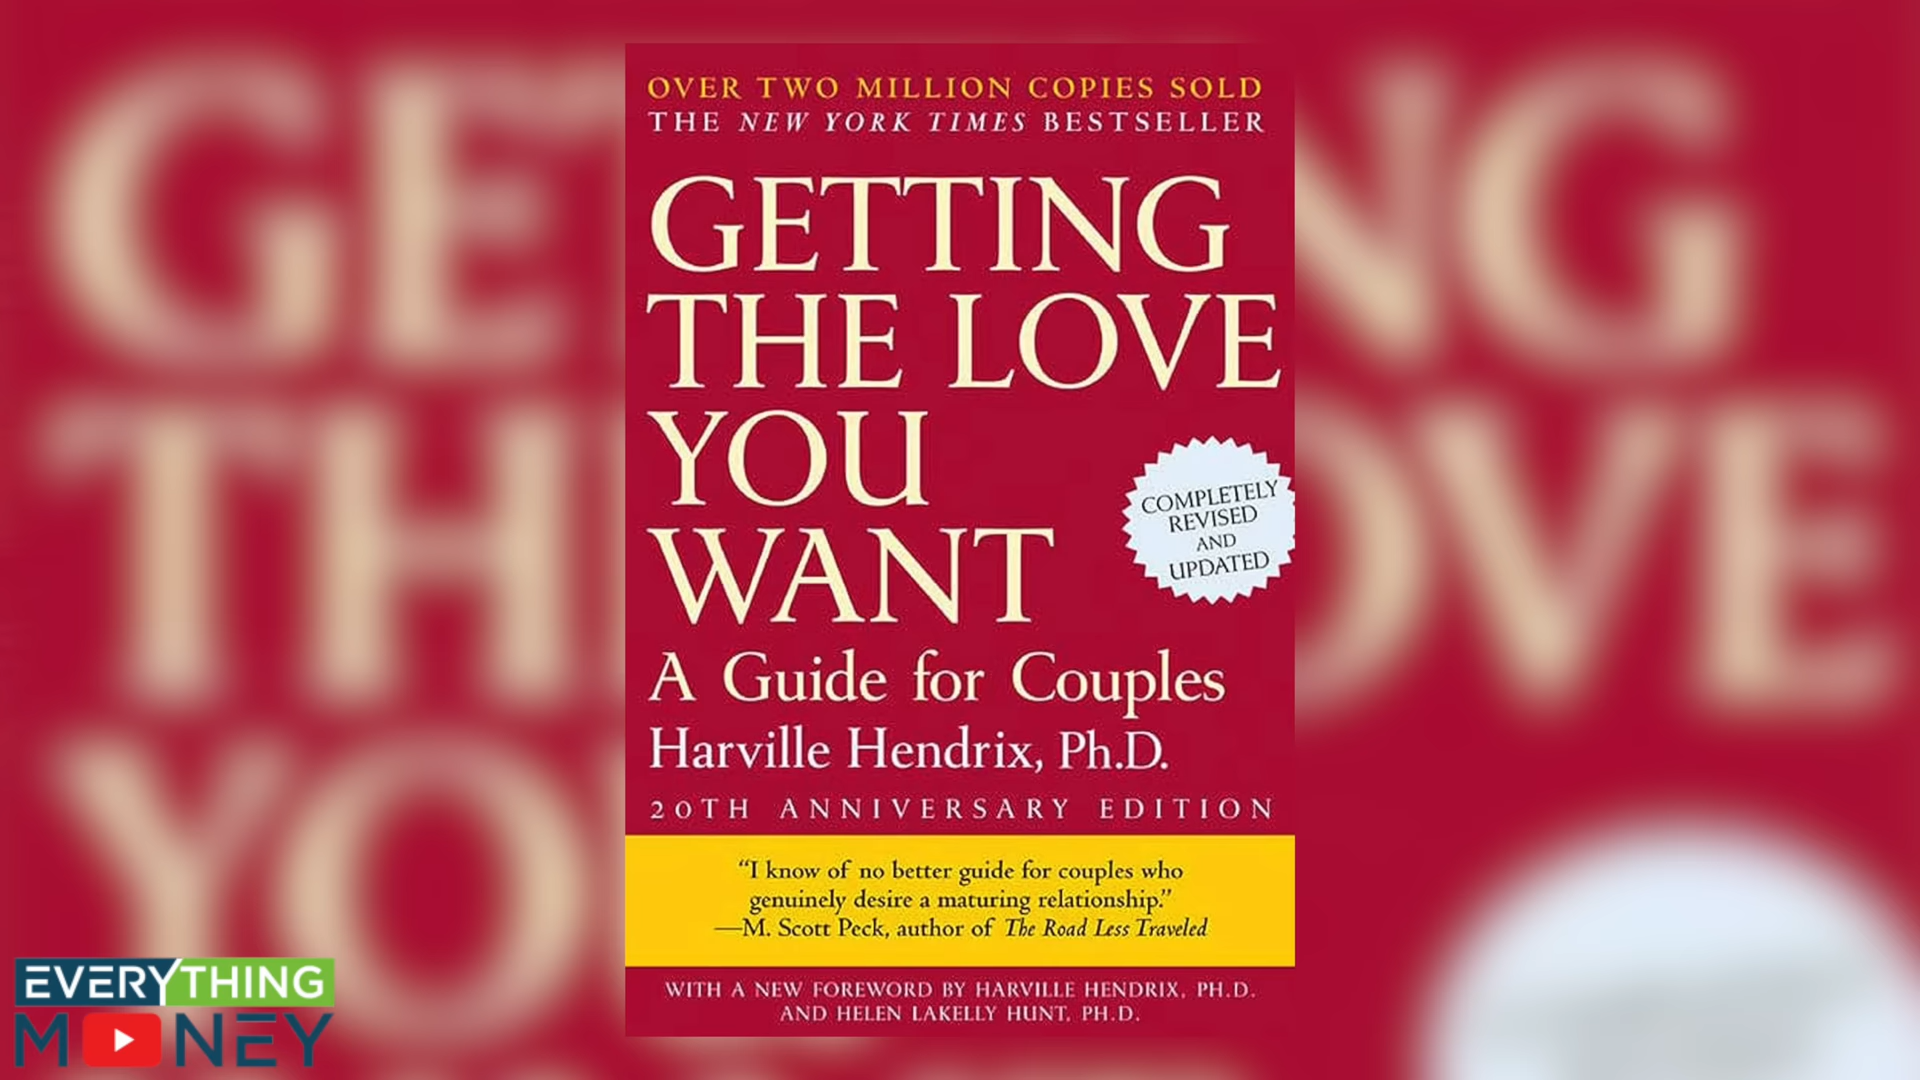 OVER TWO MILLION COPIES SOLD
THE NEW YORK TIMES BESTSELLER
GETTING
THE LOVE
YOU
WANT
COMPLETELY
REVISED
AND
UPDATED
A Guide for Couples
Harville Hendrix, Ph.D.
20TH ANNIVERSARY EDITION
“I know of no better guide for couples who
genuinely desire a maturing relationship.”
—M. Scott Peck, author of The Road Less Traveled
WITH A NEW FOREWORD BY HARVILLE HENDRIX, PH.D.
AND HELEN LAKELLY HUNT, PH.D.
EVERYTHING
MONEY